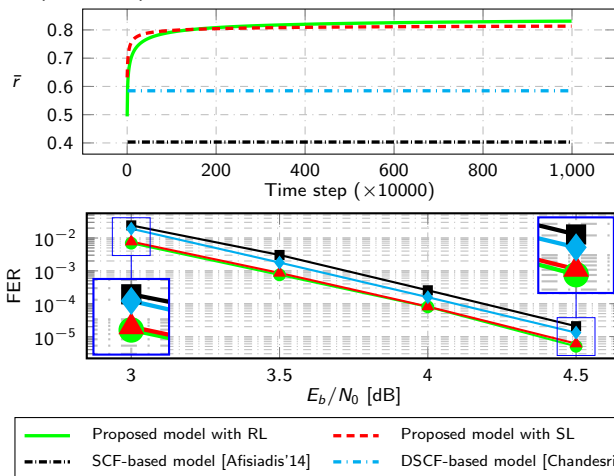 0.8
0.7
r̄
0.6
0.5
0.4
0 200 400 600 800 1,000
Time step (×10000)
10⁻²
10⁻³
FER
10⁻⁴
10⁻⁵
3 3.5 4 4.5
E_b/N_0 [dB]
Proposed model with RL Proposed model with SL
SCF-based model [Afisiadis'14] DSCF-based model